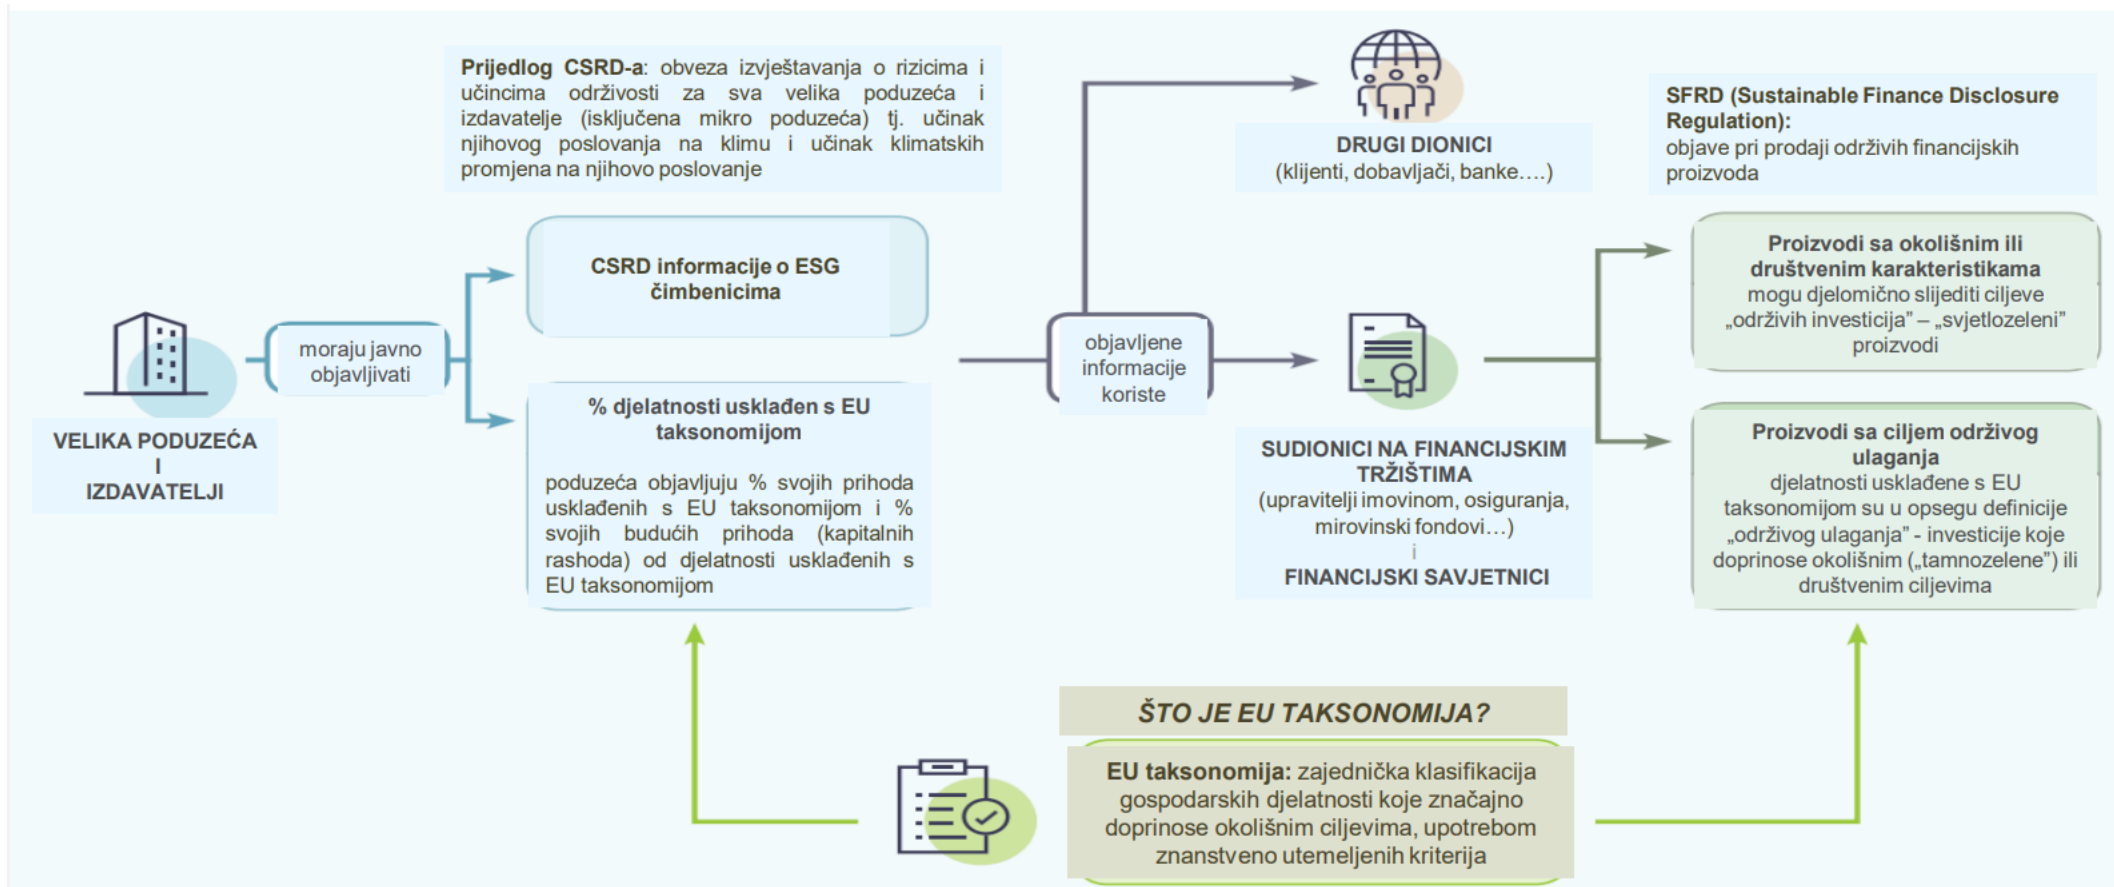 Prijedlog CSRD-a: obveza izvještavanja o rizicima i
učincima održivosti za sva velika poduzeća i
izdavatelje (isključena mikro poduzeća) tj. učinak
njihovog poslovanja na klimu i učinak klimatskih
promjena na njihovo poslovanje
VELIKA PODUZEĆA
I
IZDAVATELJI
moraju javno
objavljivati
CSRD informacije o ESG
čimbenicima
% djelatnosti usklađen s EU
taksonomijom
poduzeća objavljuju % svojih prihoda
usklađenih s EU taksonomijom i %
svojih budućih prihoda (kapitalnih
rashoda) od djelatnosti usklađenih s
EU taksonomijom
objavljene
informacije
koriste
DRUGI DIONICI
(klijenti, dobavljači, banke….)
SUDIONICI NA FINANCIJSKIM
TRŽIŠTIMA
(upravitelji imovinom, osiguranja,
mirovinski fondovi…)
i
FINANCIJSKI SAVJETNICI
SFRD (Sustainable Finance Disclosure
Regulation):
objave pri prodaji održivih financijskih
proizvoda
Proizvodi sa okolišnim ili
društvenim karakteristikama
mogu djelomično slijediti ciljeve
„održivih investicija” – „svjetlozeleni”
proizvodi
Proizvodi sa ciljem održivog
ulaganja
djelatnosti usklađene s EU
taksonomijom su u opsegu definicije
„održivog ulaganja” - investicije koje
doprinose okolišnim („tamnozelene”) ili
društvenim ciljevima
ŠTO JE EU TAKSONOMIJA?
EU taksonomija: zajednička klasifikacija
gospodarskih djelatnosti koje značajno
doprinose okolišnim ciljevima, upotrebom
znanstveno utemeljenih kriterija